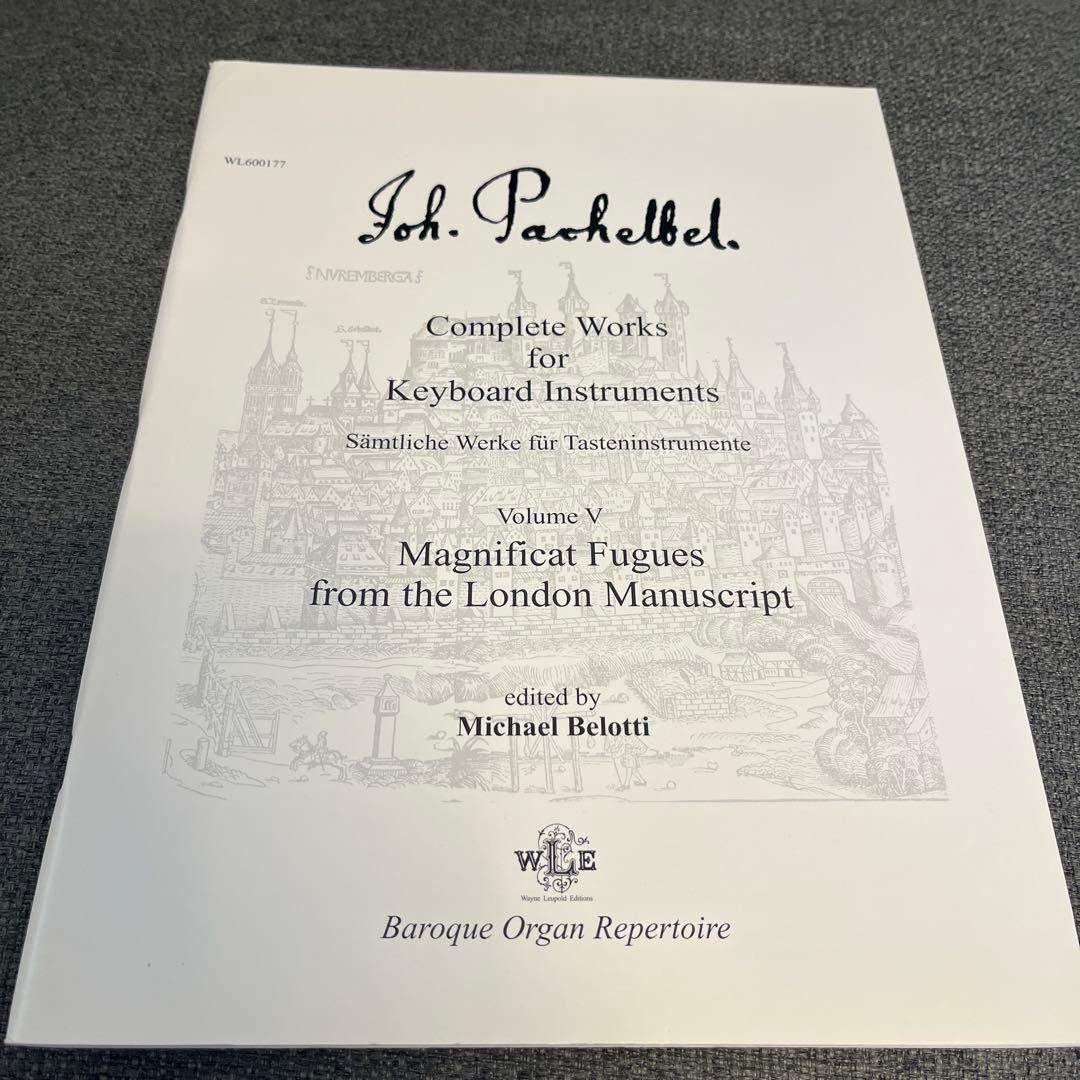 WL600177
Joh. Pachelbel.
NVREMBERGA
Complete Works
for
Keyboard Instruments
Sämtliche Werke für Tasteninstrumente
Volume V
Magnificat Fugues
from the London Manuscript
edited by
Michael Belotti
WLE
Wayne Leupold Editions
Baroque Organ Repertoire